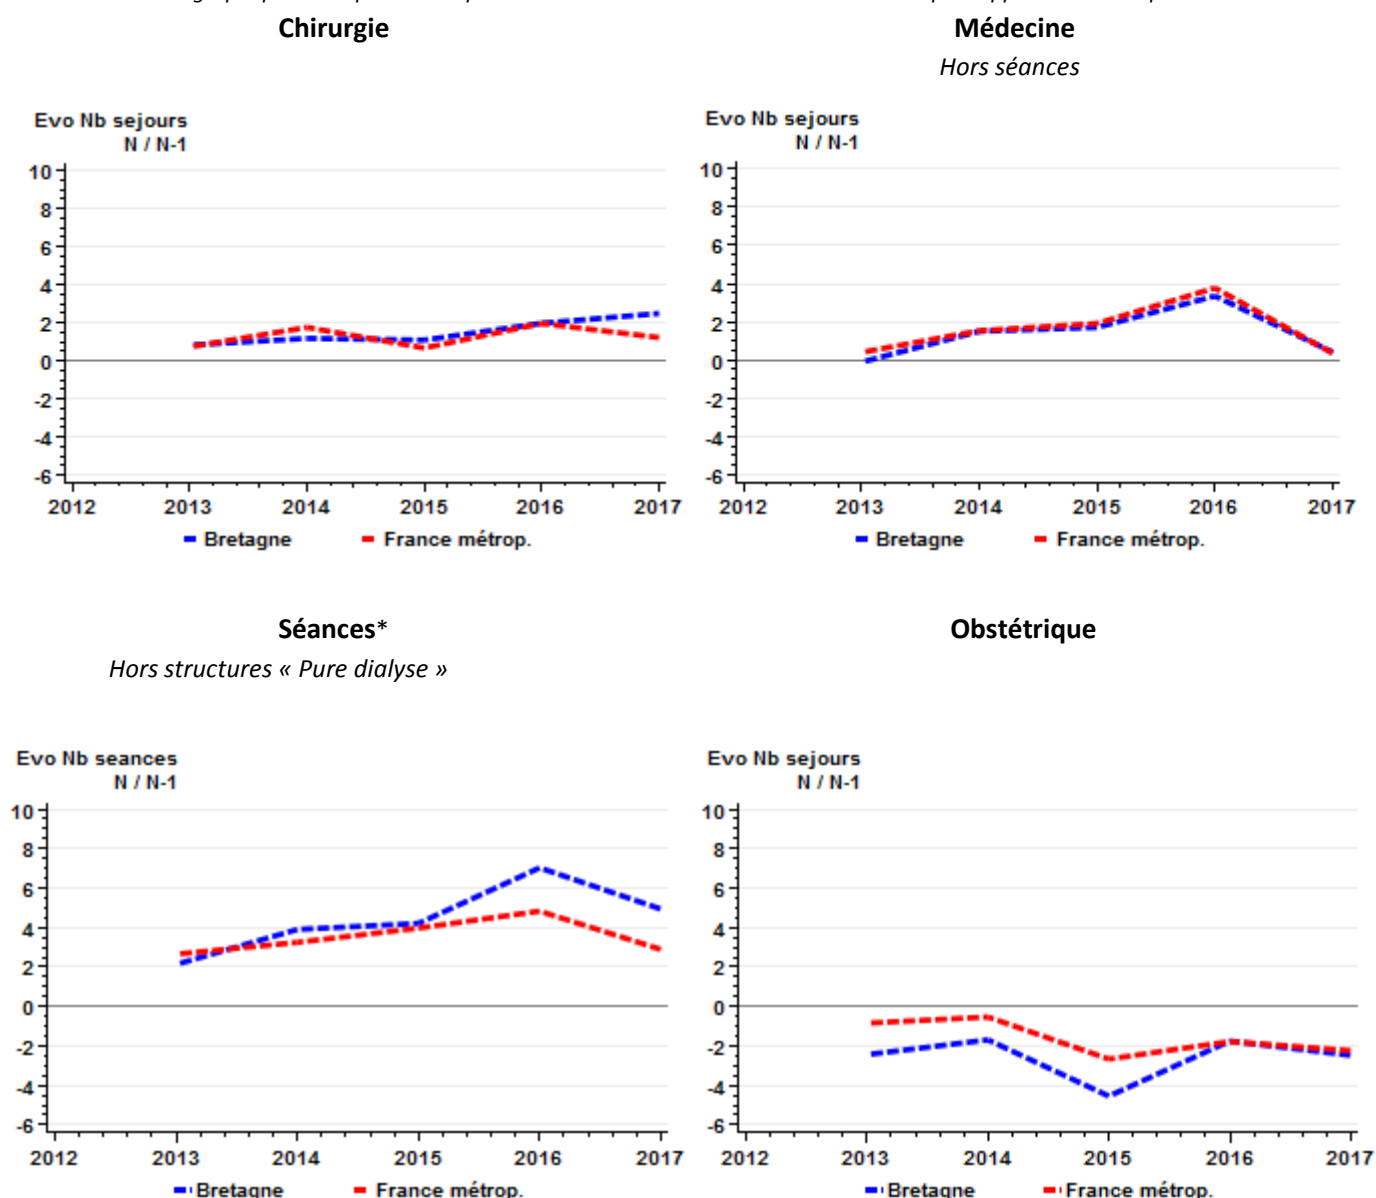 Chirurgie
Médecine
Hors séances
Evo Nb sejours
N / N-1
10
8
6
4
2
0
-2
-4
-6
2012 2013 2014 2015 2016 2017
Bretagne France métrop.
Evo Nb sejours
N / N-1
10
8
6
4
2
0
-2
-4
-6
2012 2013 2014 2015 2016 2017
Bretagne France métrop.
Séances*
Hors structures « Pure dialyse »
Obstétrique
Evo Nb seances
N / N-1
10
8
6
4
2
0
-2
-4
-6
2012 2013 2014 2015 2016 2017
Bretagne France métrop.
Evo Nb sejours
N / N-1
10
8
6
4
2
0
-2
-4
-6
2012 2013 2014 2015 2016 2017
Bretagne France métrop.